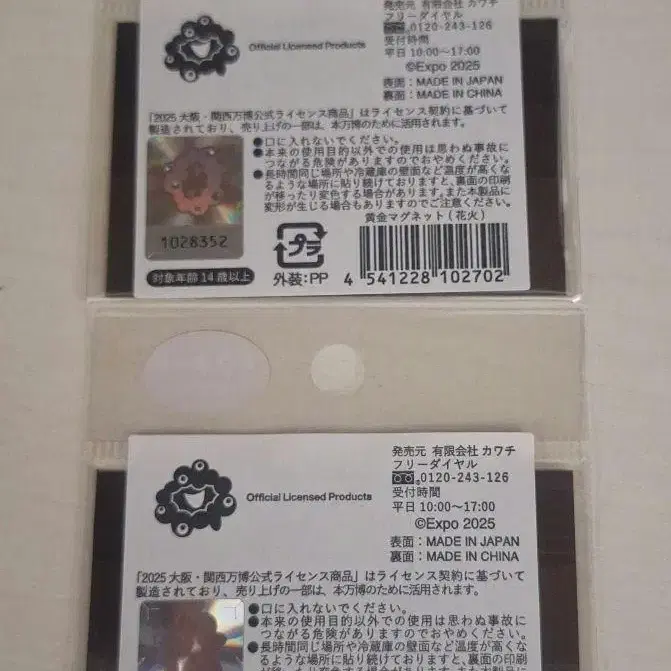 Official Licensed Products
発売元 有限会社 カワチ
フリーダイヤル
0120-243-126
受付時間
平日 10:00〜17:00
©Expo 2025
表面：MADE IN JAPAN
裏面：MADE IN CHINA
「2025 大阪・関西万博公式ライセンス商品」はライセンス契約に基づいて
製造されており、売り上げの一部は、本万博のために活用されます。
●口に入れないでください。
●本来の使用目的以外での使用は思わぬ事故に
つながる危険がありますのでおやめください。
●長時間同じ場所や冷蔵庫の壁面など温度が高くな
るような場所に貼り続けておりますと、裏面の印刷
が移ったり変色する場合があります。また本製品に
変形が生じる場合もありますのでご注意ください。
黄金マグネット（花火）
1028352
対象年齢14歳以上
プラ
外装：PP
4 541228 102702
Official Licensed Products
発売元 有限会社 カワチ
フリーダイヤル
0120-243-126
受付時間
平日 10:00〜17:00
©Expo 2025
表面：MADE IN JAPAN
裏面：MADE IN CHINA
「2025 大阪・関西万博公式ライセンス商品」はライセンス契約に基づいて
製造されており、売り上げの一部は、本万博のために活用されます。
●口に入れないでください。
●本来の使用目的以外での使用は思わぬ事故に
つながる危険がありますのでおやめください。
●長時間同じ場所や冷蔵庫の壁面など温度が高くな
るような場所に貼り続けておりますと、裏面の印刷